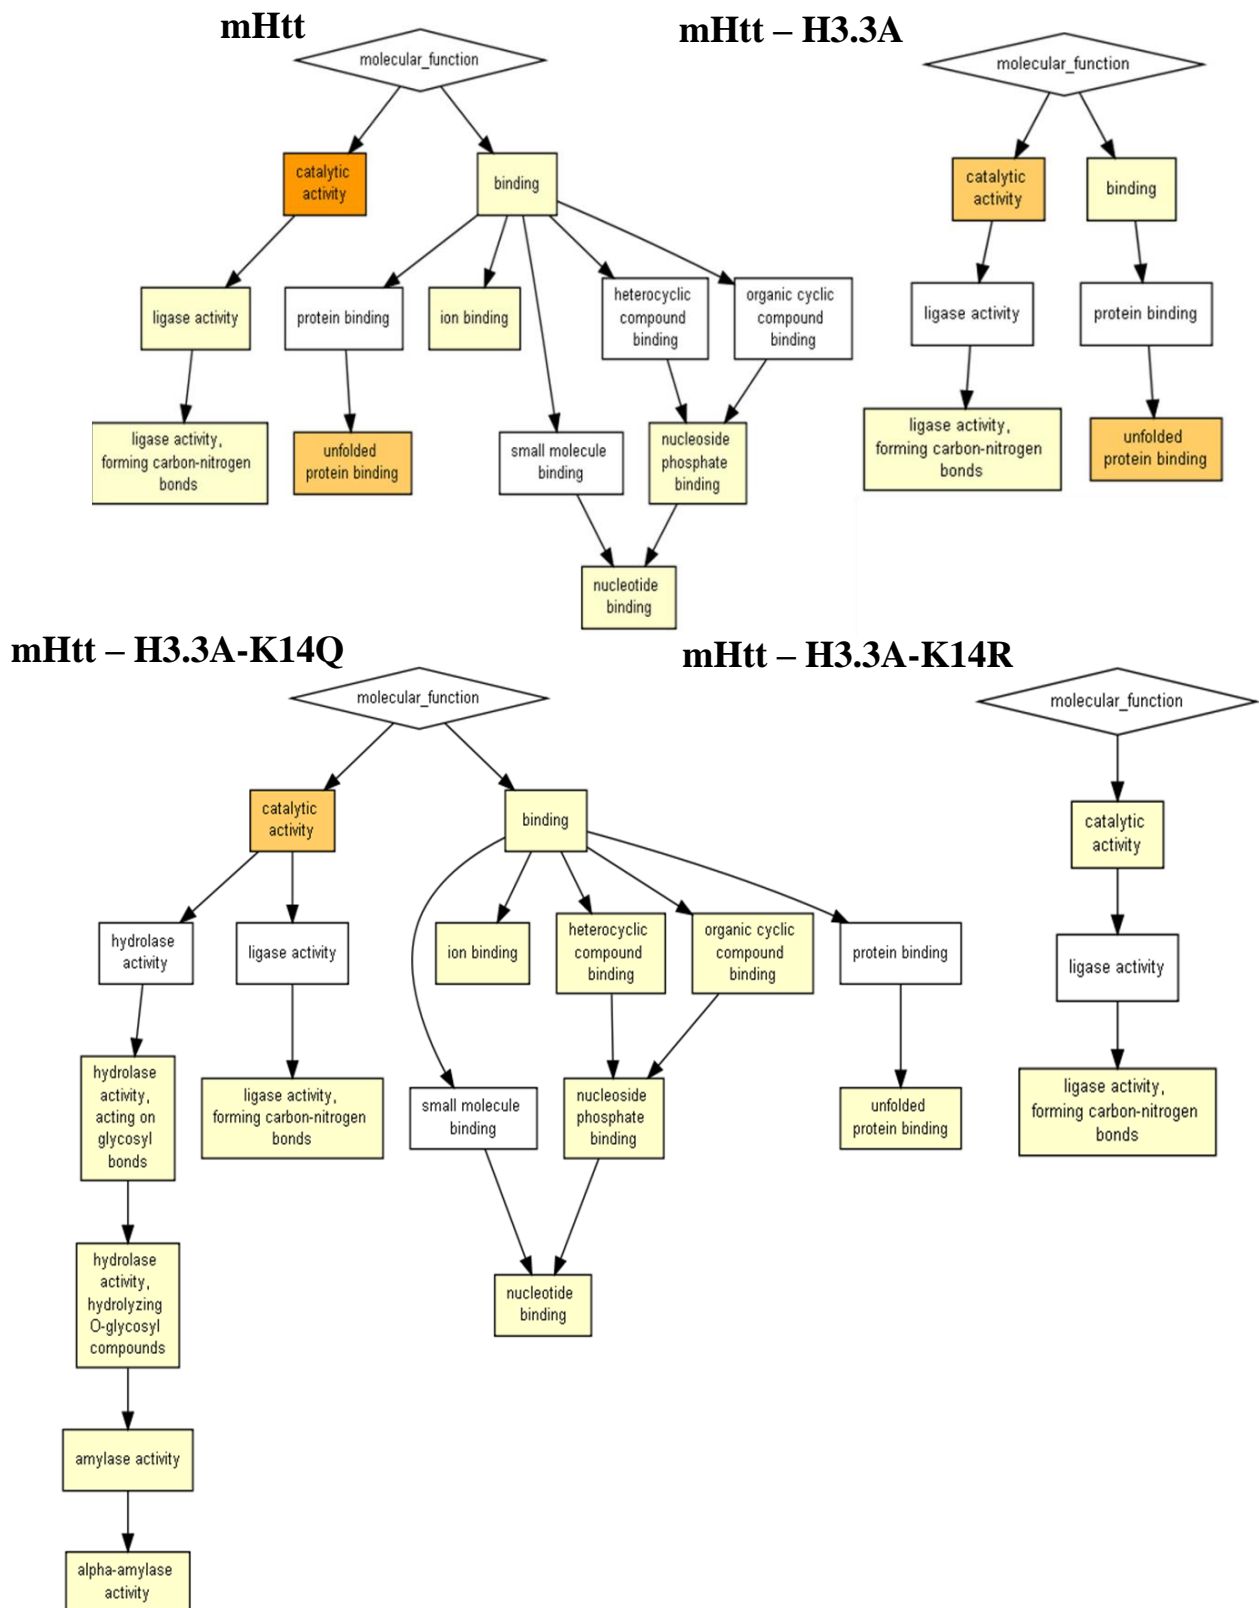 mHtt
molecular_function
catalytic
activity
binding
ligase activity
protein binding
ion binding
heterocyclic
compound
binding
organic cyclic
compound
binding
ligase activity,
forming carbon-nitrogen
bonds
unfolded
protein binding
small molecule
binding
nucleoside
phosphate
binding
nucleotide
binding
mHtt – H3.3A
molecular_function
catalytic
activity
binding
ligase activity
protein binding
ligase activity,
forming carbon-nitrogen
bonds
unfolded
protein binding
mHtt – H3.3A-K14Q
molecular_function
catalytic
activity
binding
hydrolase
activity
ligase activity
ion binding
heterocyclic
compound
binding
organic cyclic
compound
binding
protein binding
hydrolase
activity,
acting on
glycosyl
bonds
ligase activity,
forming carbon-nitrogen
bonds
small molecule
binding
nucleoside
phosphate
binding
unfolded
protein binding
hydrolase
activity,
hydrolyzing
O-glycosyl
compounds
nucleotide
binding
amylase activity
alpha-amylase
activity
mHtt – H3.3A-K14R
molecular_function
catalytic
activity
ligase activity
ligase activity,
forming carbon-nitrogen
bonds